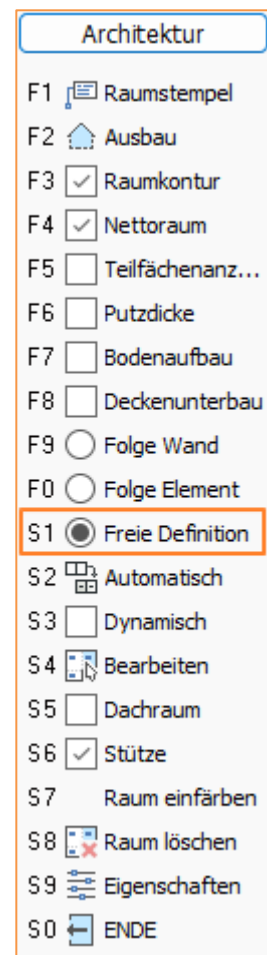 Architektur
F1 Raumstempel
F2 Ausbau
F3 Raumkontur
F4 Nettoraum
F5 Teilfächenanz...
F6 Putzdicke
F7 Bodenaufbau
F8 Deckenunterbau
F9 Folge Wand
F0 Folge Element
S1 Freie Definition
S2 Automatisch
S3 Dynamisch
S4 Bearbeiten
S5 Dachraum
S6 Stütze
S7 Raum einfärben
S8 Raum löschen
S9 Eigenschaften
S0 ENDE